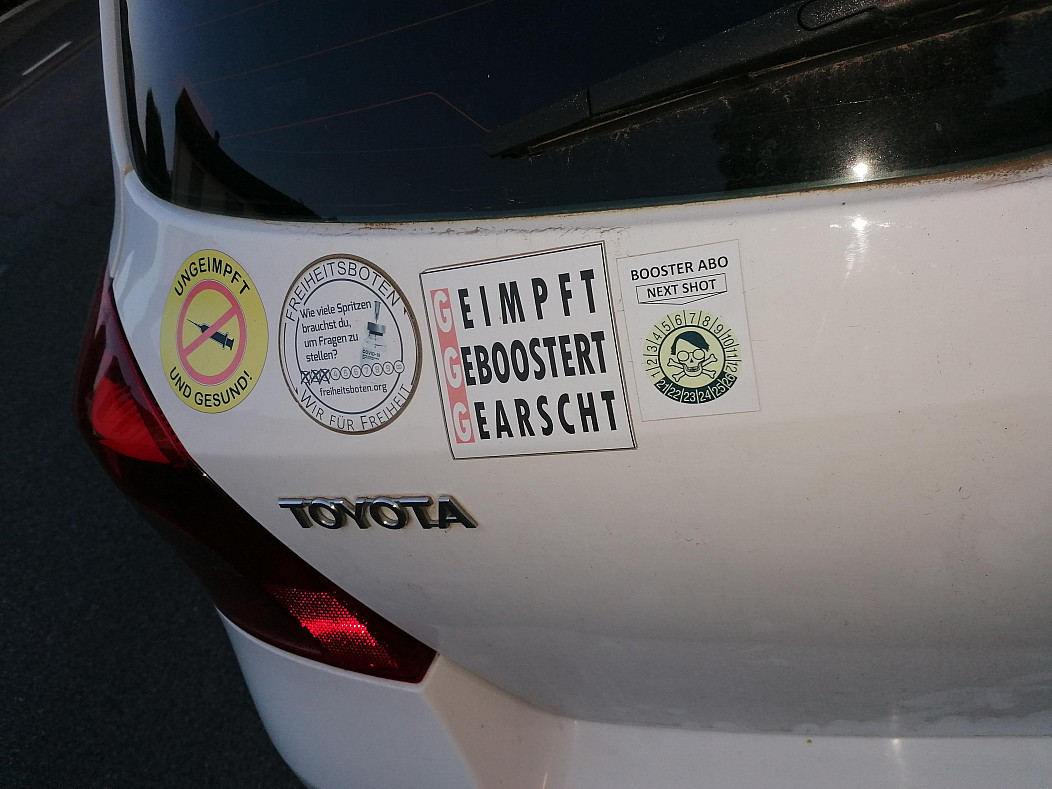 UNGEIMPFT
UND GESUND!
FREIHEITSBOTEN
Wie viele Spritzen
brauchst du,
um Fragen zu
stellen?
COVID-19
freiheitsboten.org
WIR FÜR FREIHEIT
GEIMPFT
GEBOOSTERT
GEARSCHT
BOOSTER ABO
NEXT SHOT
2 3 4 5 6 7 8 9 10 11 12
21 22 23 24 25 26
TOYOTA